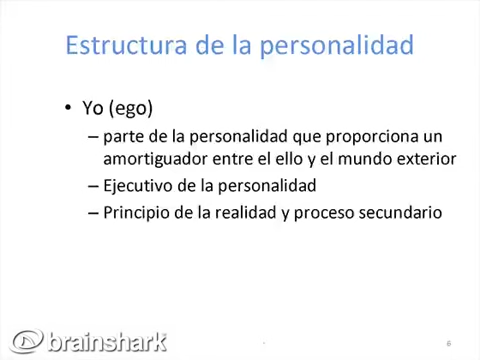 Estructura de la personalidad
• Yo (ego)
– parte de la personalidad que proporciona un
amortiguador entre el ello y el mundo exterior
– Ejecutivo de la personalidad
– Principio de la realidad y proceso secundario
brainshark
6